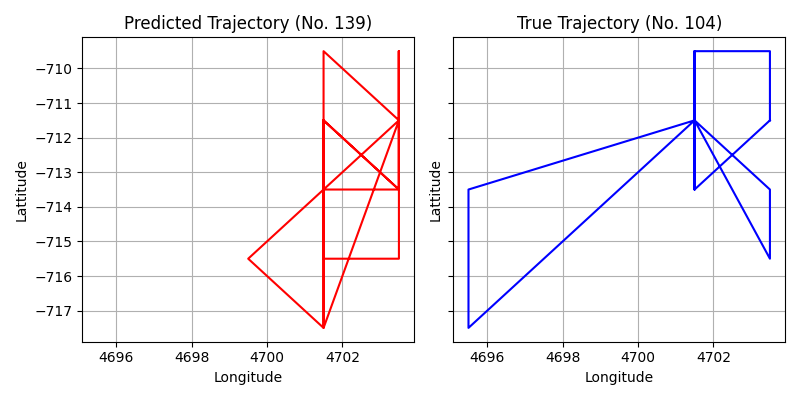 Predicted Trajectory (No. 139)
True Trajectory (No. 104)
Lattitude
−710
−711
−712
−713
−714
−715
−716
−717
4696
4698
4700
4702
Longitude
Lattitude
4696
4698
4700
4702
Longitude